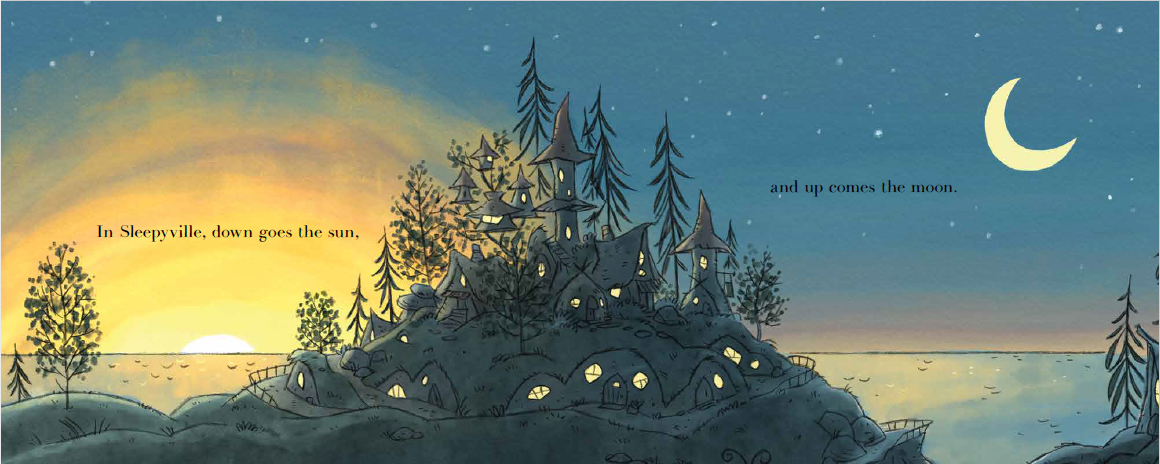 In Sleepyville, down goes the sun,
and up comes the moon.